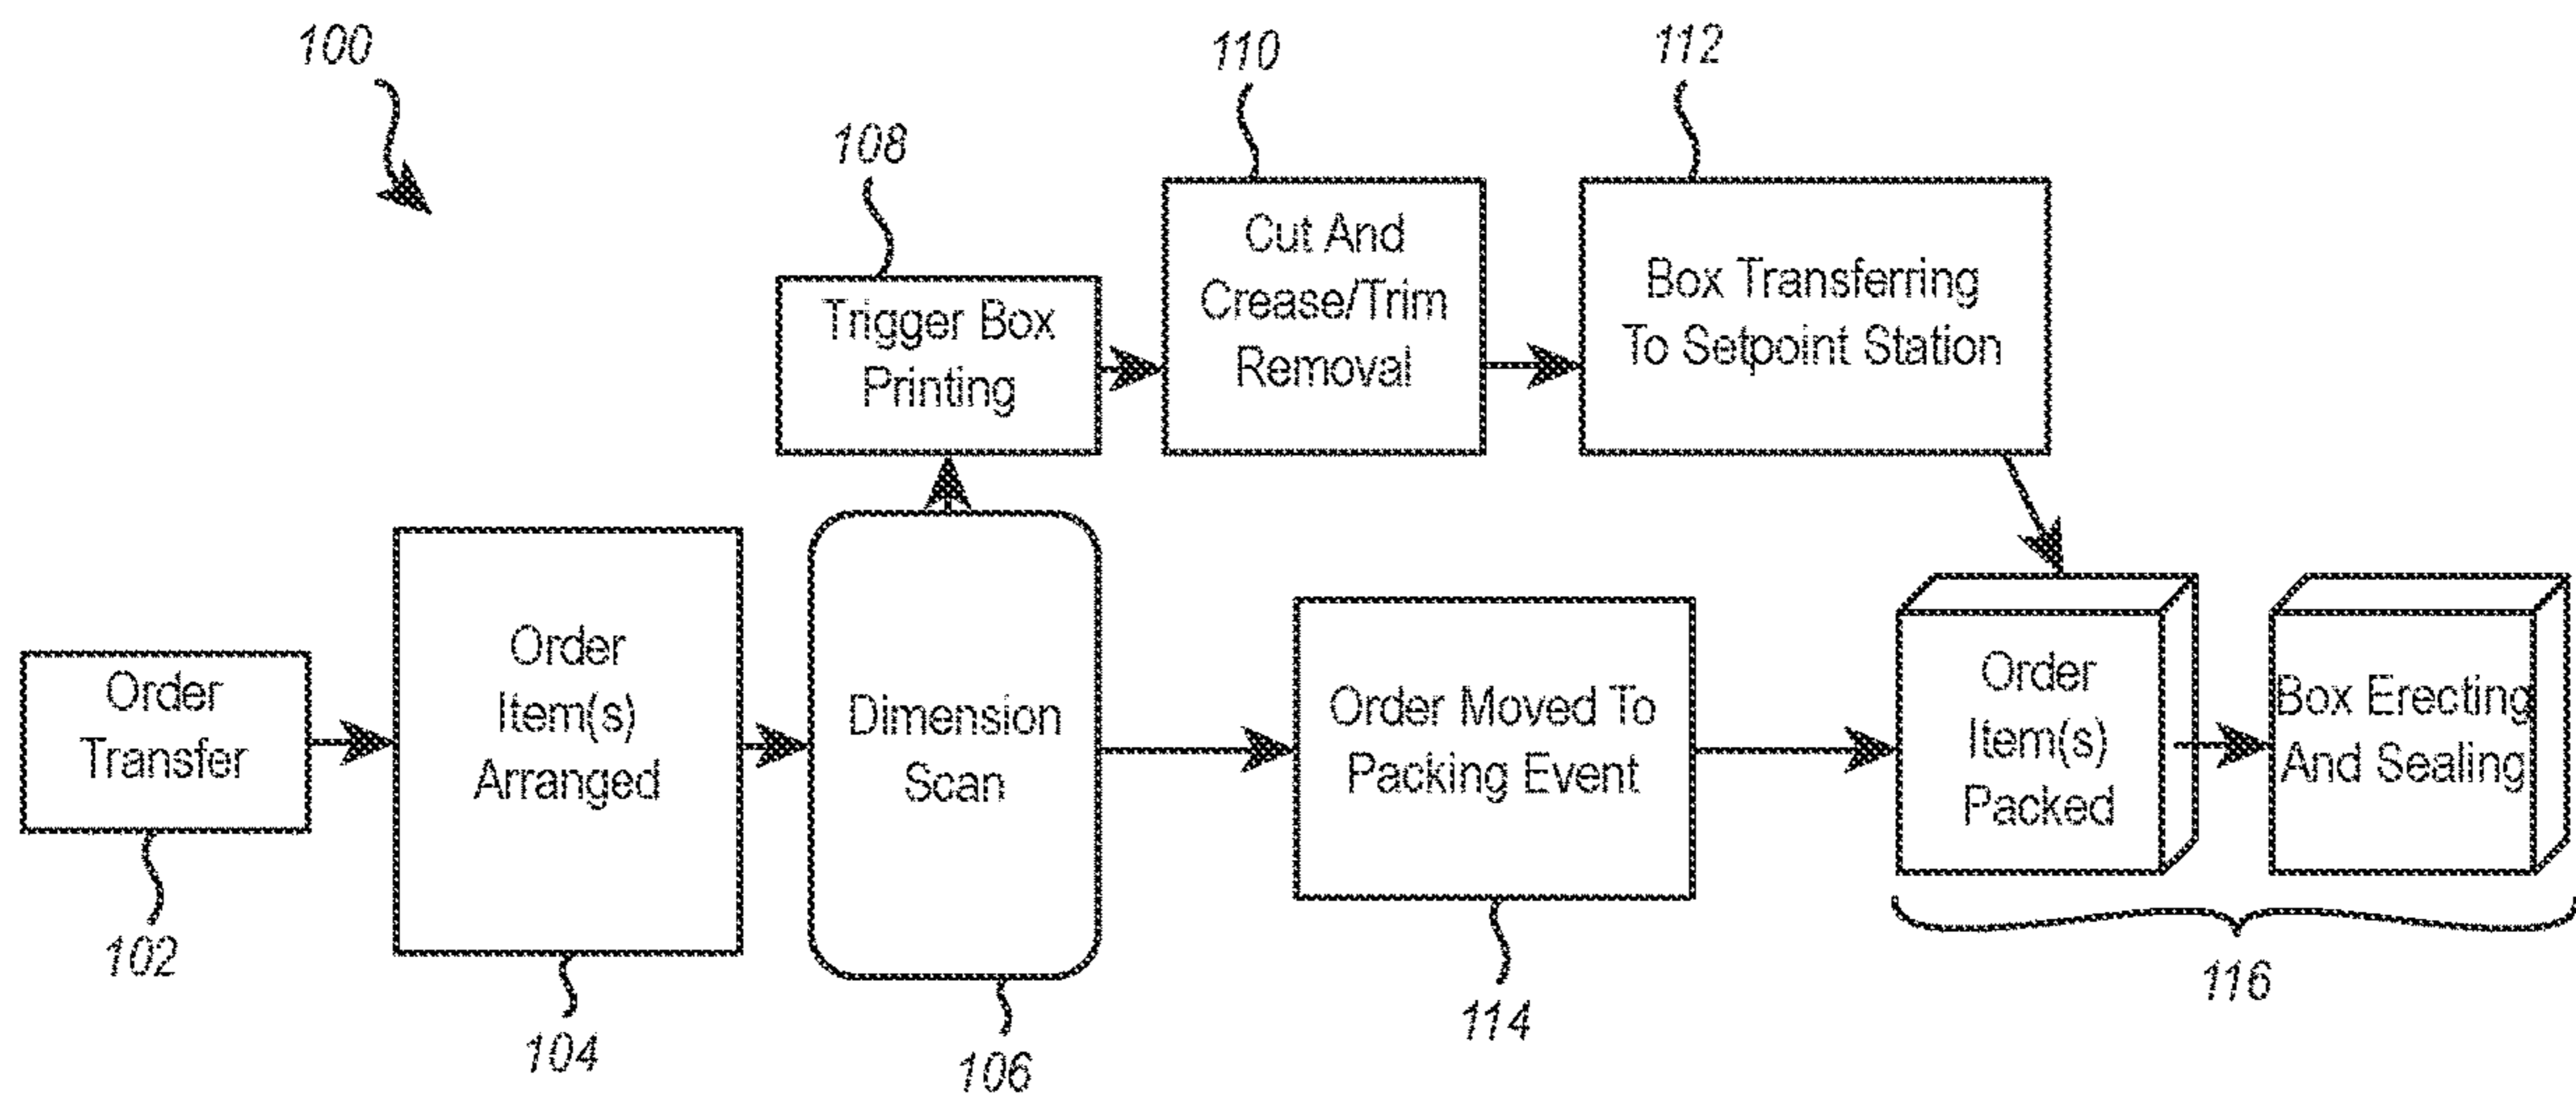 100
110
112
108
Cut And
Crease/Trim
Removal
Box Transferring
To Setpoint Station
Trigger Box
Printing
Order
Transfer
Order
Item(s)
Arranged
Dimension
Scan
Order Moved To
Packing Event
Order
Item(s)
Packed
Box Erecting
And Sealing
102
104
106
114
116